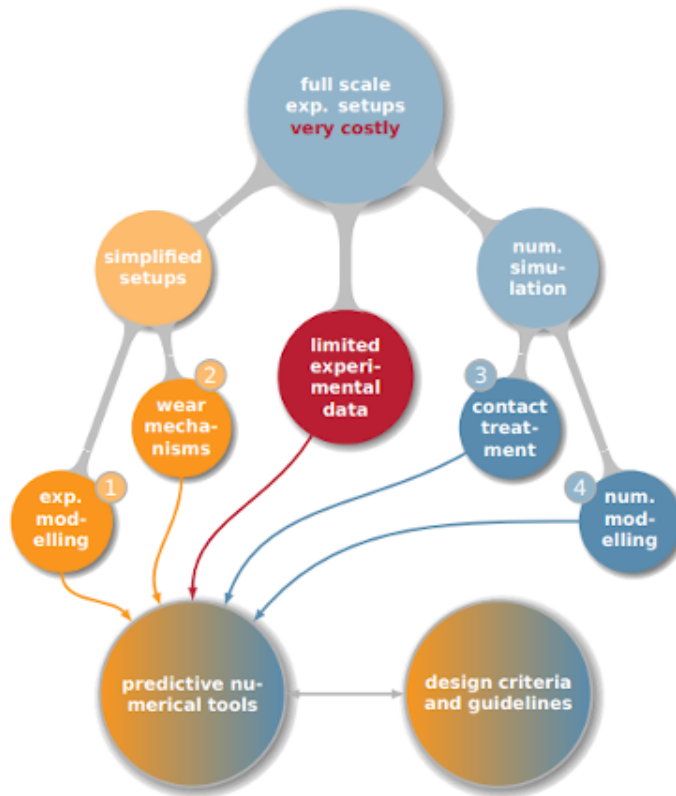 full scale
exp. setups
very costly
simplified
setups
num.
simu-
lation
limited
experi-
mental
data
2
wear
mecha-
nisms
3
contact
treat-
ment
1
exp.
mod-
elling
4
num.
mod-
elling
predictive nu-
merical tools
design criteria
and guidelines